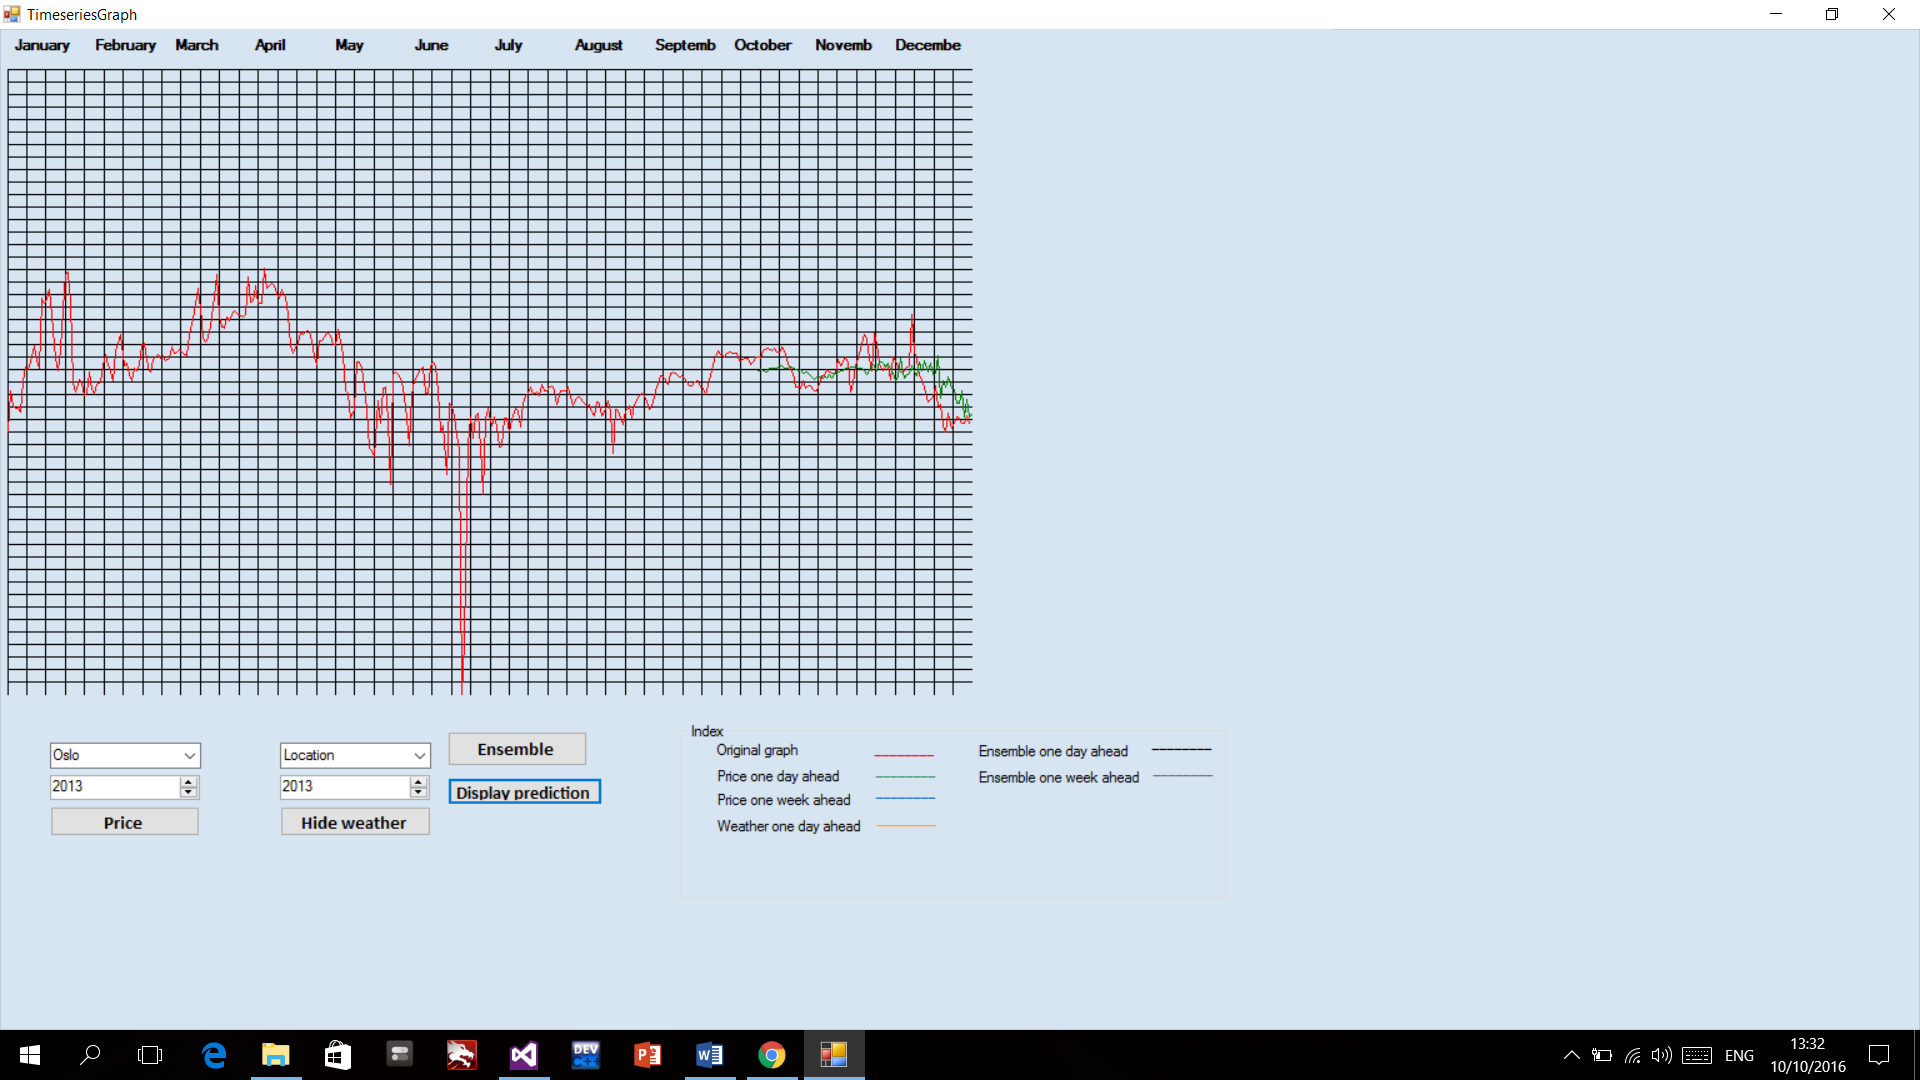 TimeseriesGraph
January February March April May June July August Septemb October Novemb Decembe
Oslo
2013
Price
Location
2013
Hide weather
Ensemble
Display prediction
Index
Original graph
Price one day ahead
Price one week ahead
Weather one day ahead
Ensemble one day ahead
Ensemble one week ahead
DEV C++
ENG
13:32
10/10/2016